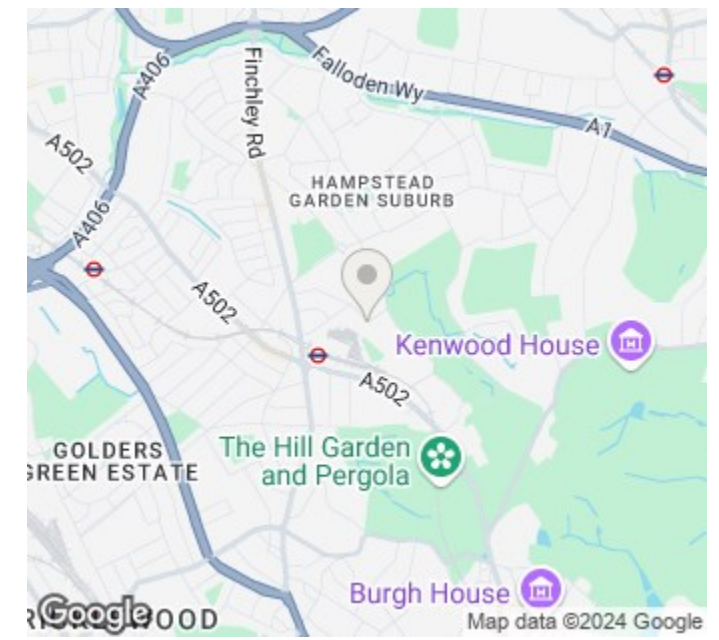 A406
Finchley Rd
Falloden Wy
A1
A502
HAMPSTEAD
GARDEN SUBURB
A406
A502
Kenwood House
A502
The Hill Garden
and Pergola
GOLDERS
GREEN ESTATE
Burgh House
Google
OOD
Map data ©2024 Google